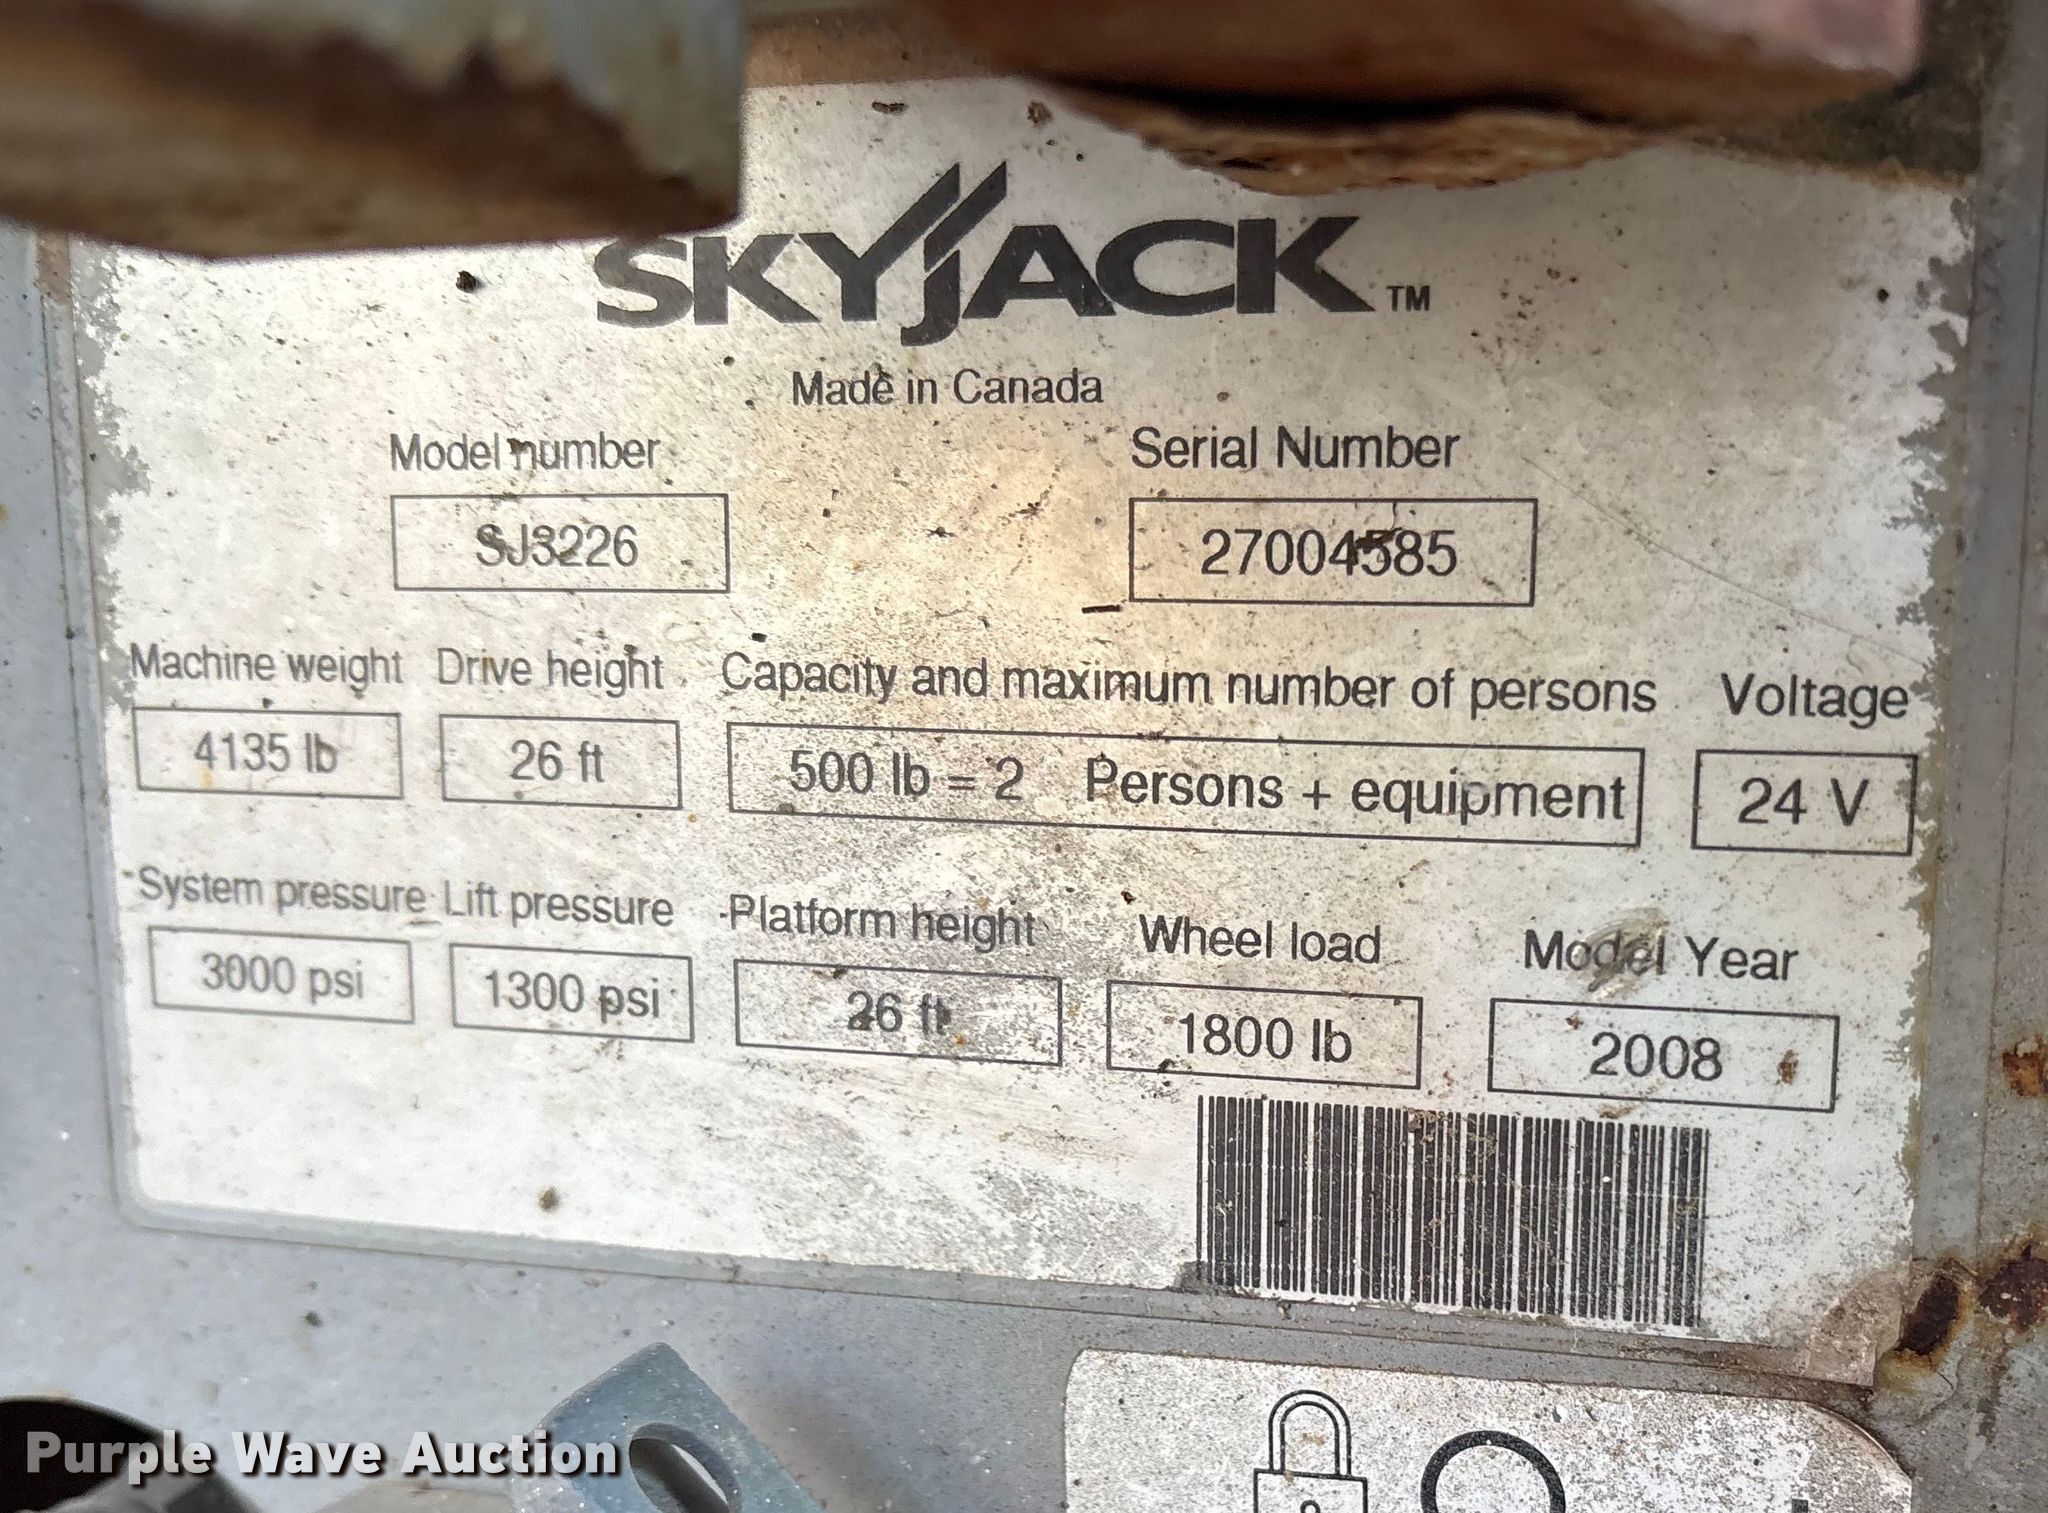 SKYJACK™
Made in Canada
Model number Serial Number
SJ3226 27004585
Machine weight Drive height Capacity and maximum number of persons Voltage
4135 lb 26 ft 500 lb = 2 Persons + equipment 24 V
System pressure Lift pressure Platform height Wheel load Model Year
3000 psi 1300 psi 26 ft 1800 lb 2008
Purple Wave Auction